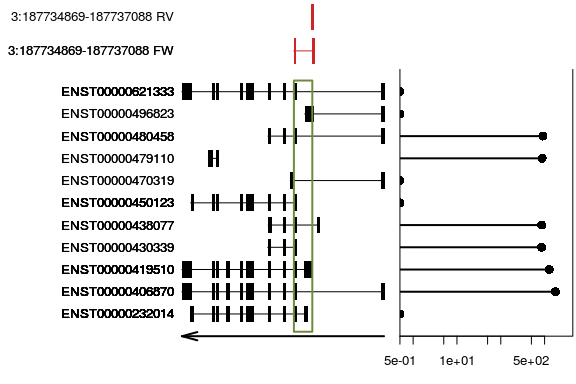 3:187734869-187737088 RV
3:187734869-187737088 FW
ENST00000621333
ENST00000496823
ENST00000480458
ENST00000479110
ENST00000470319
ENST00000450123
ENST00000438077
ENST00000430339
ENST00000419510
ENST00000406870
ENST00000232014
5e-01 1e+01 5e+02